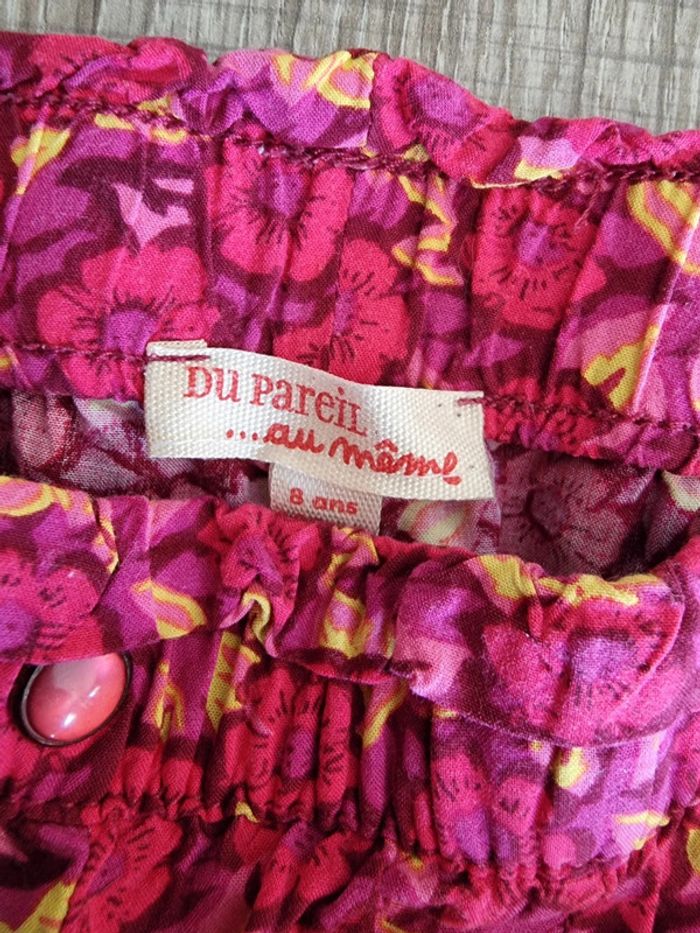 DU PAREIL
...au même
8 ans